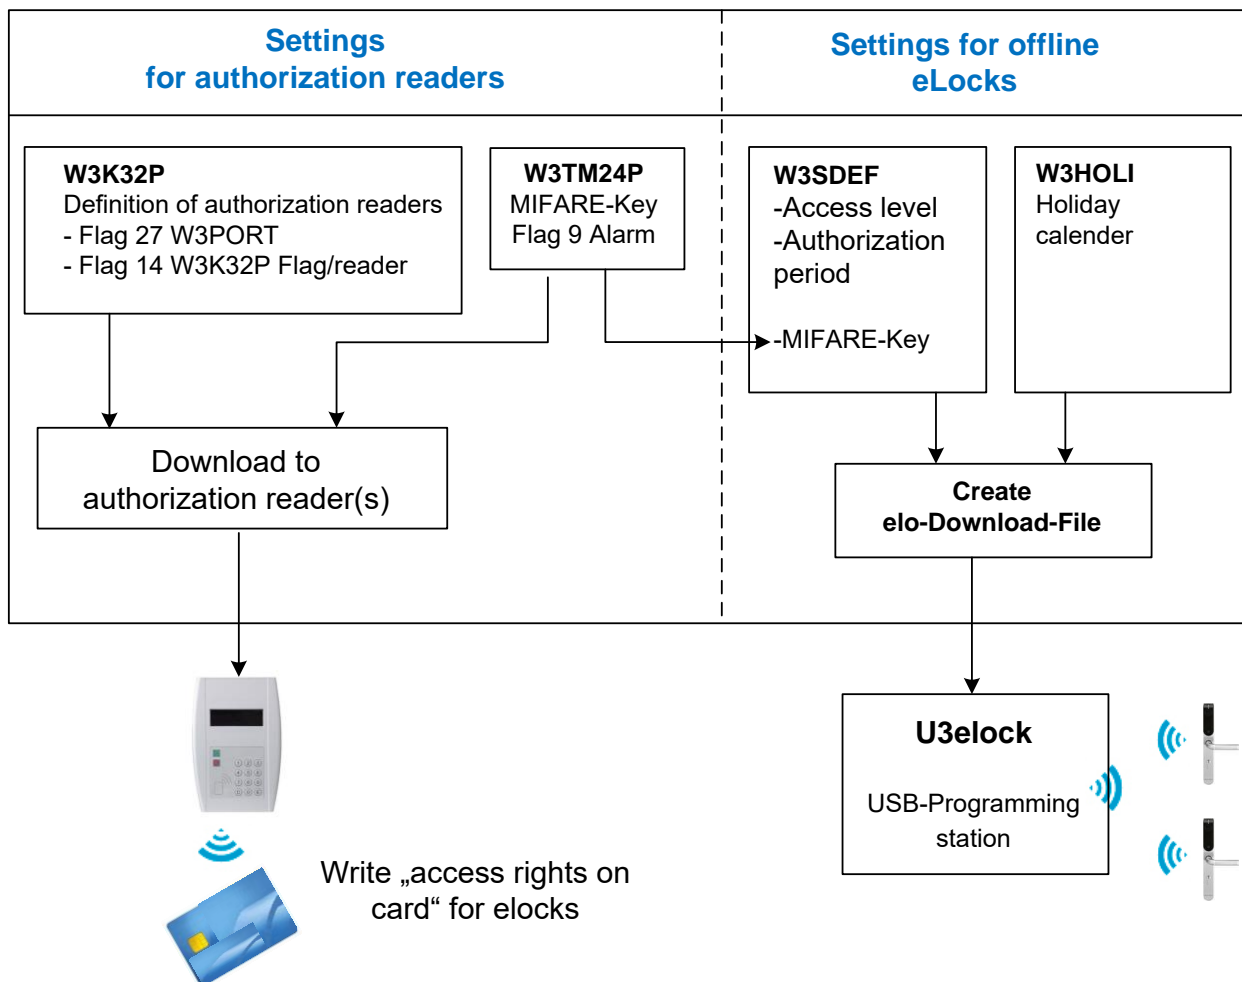 Settings
for authorization readers
Settings for offline
eLocks
W3K32P
Definition of authorization readers
- Flag 27 W3PORT
- Flag 14 W3K32P Flag/reader
W3TM24P
MIFARE-Key
Flag 9 Alarm
W3SDEF
-Access level
-Authorization
period
-MIFARE-Key
W3HOLI
Holiday
calender
Download to
authorization reader(s)
Create
elo-Download-File
U3elock
USB-Programming
station
Write „access rights on
card“ for elocks